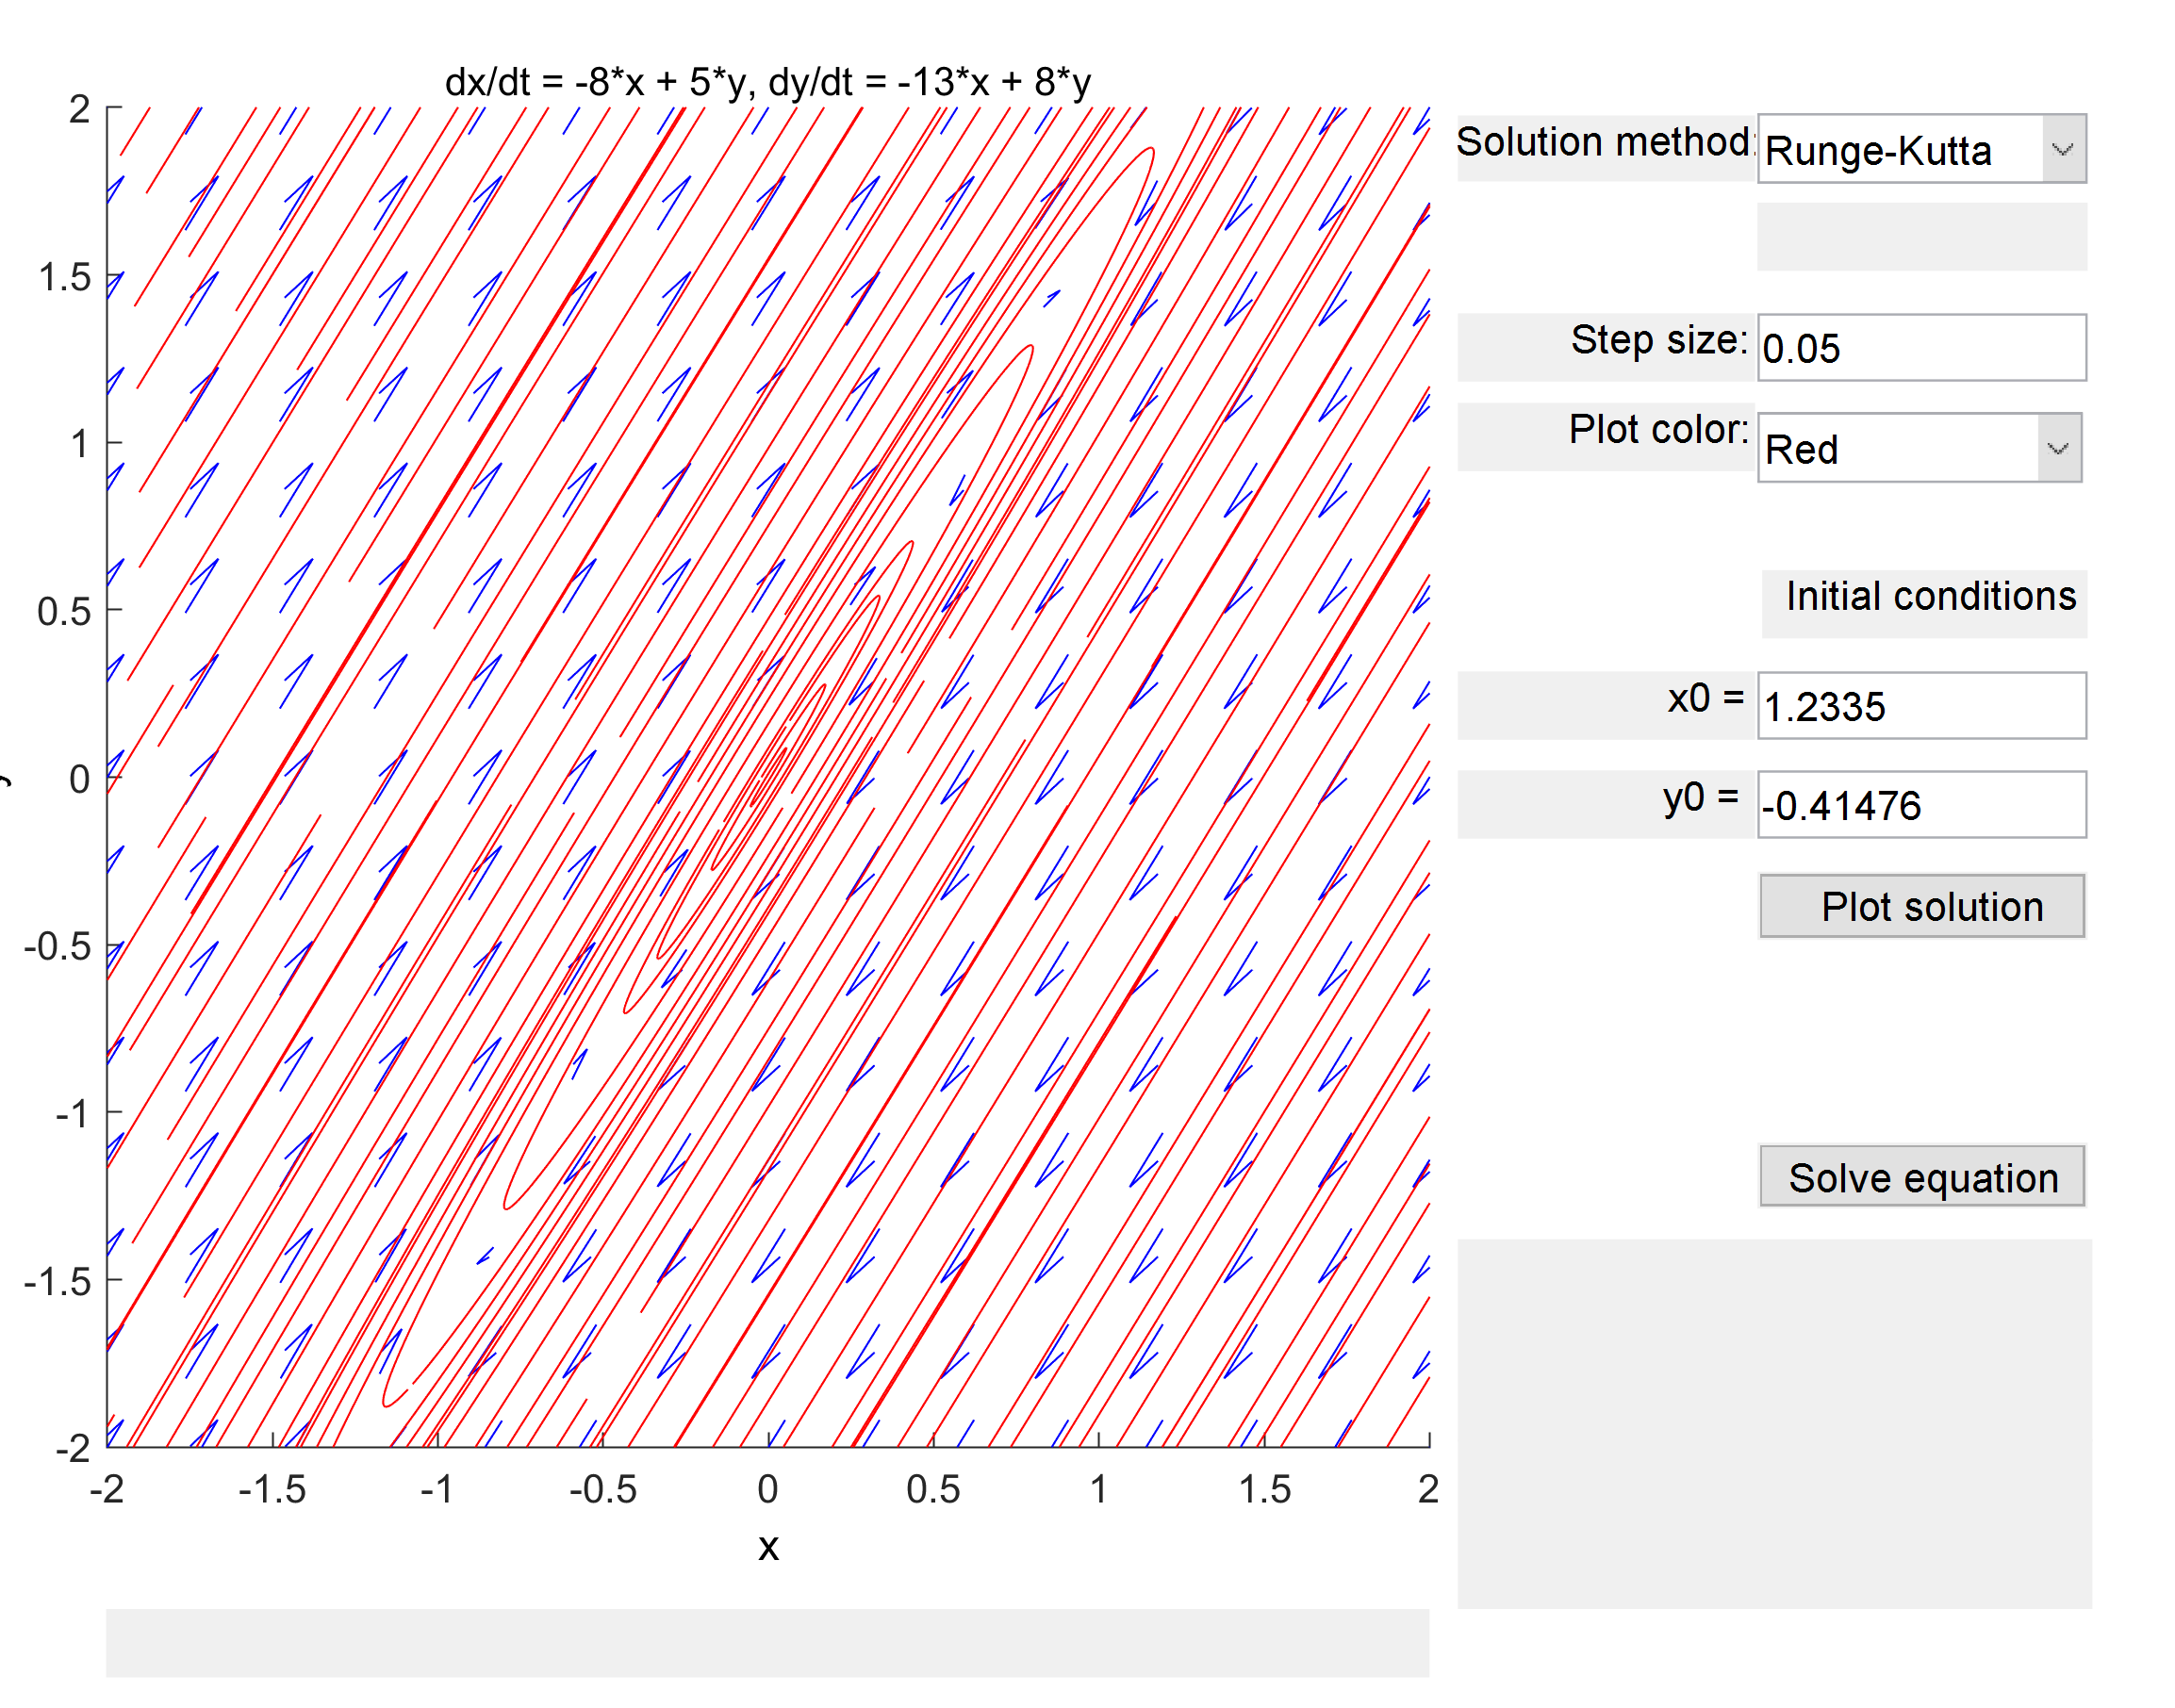 dx/dt = -8*x + 5*y, dy/dt = -13*x + 8*y
2
1.5
1
0.5
0
-0.5
-1
-1.5
-2
-2 -1.5 -1 -0.5 0 0.5 1 1.5 2
x
Solution method: Runge-Kutta
Step size: 0.05
Plot color: Red
Initial conditions
x0 = 1.2335
y0 = -0.41476
Plot solution
Solve equation